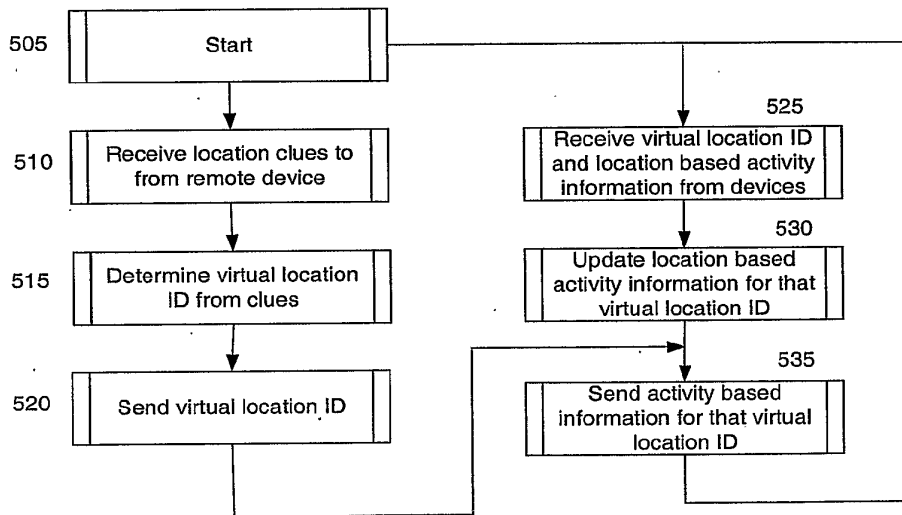 505
Start
510
Receive location clues to
from remote device
515
Determine virtual location
ID from clues
520
Send virtual location ID
525
Receive virtual location ID
and location based activity
information from devices
530
Update location based
activity information for that
virtual location ID
535
Send activity based
information for that virtual
location ID